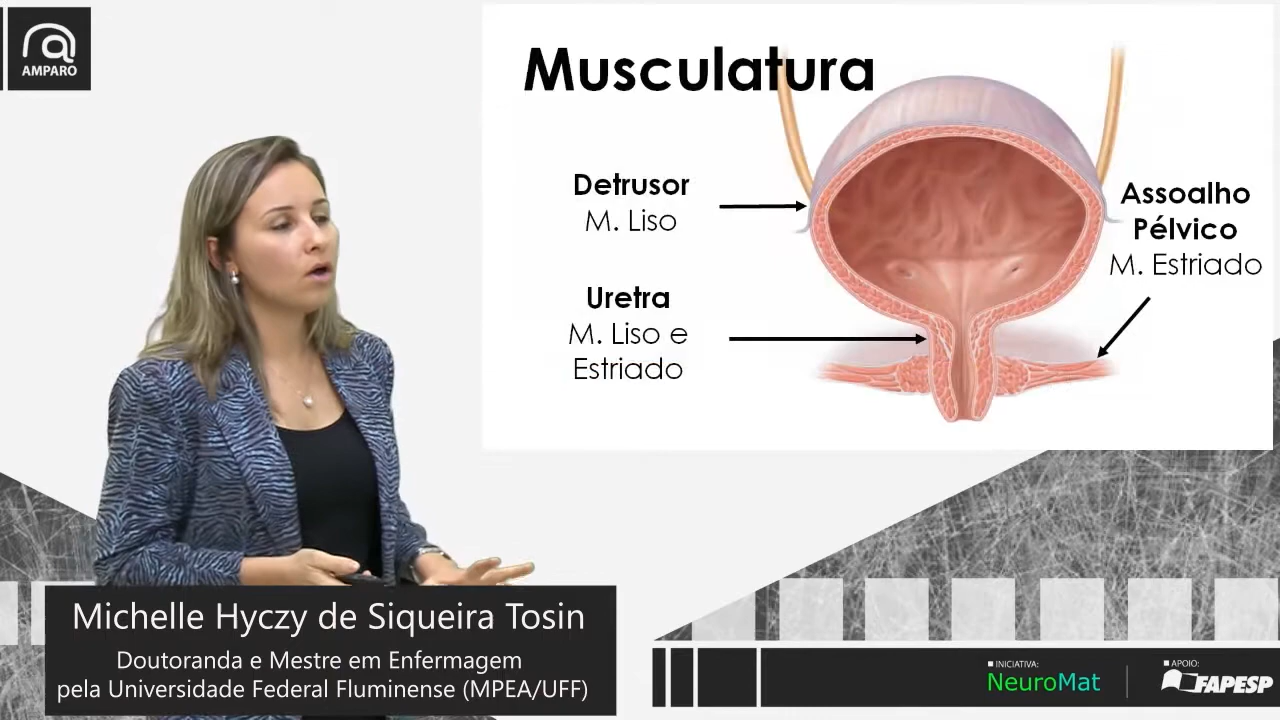 AMPARO
Musculatura
Detrusor
M. Liso
Uretra
M. Liso e
Estriado
Assoalho
Pélvico
M. Estriado
Michelle Hyczy de Siqueira Tosin
Doutoranda e Mestre em Enfermagem
pela Universidade Federal Fluminense (MPEA/UFF)
INICIATIVA:
NeuroMat
APOIO:
FAPESP